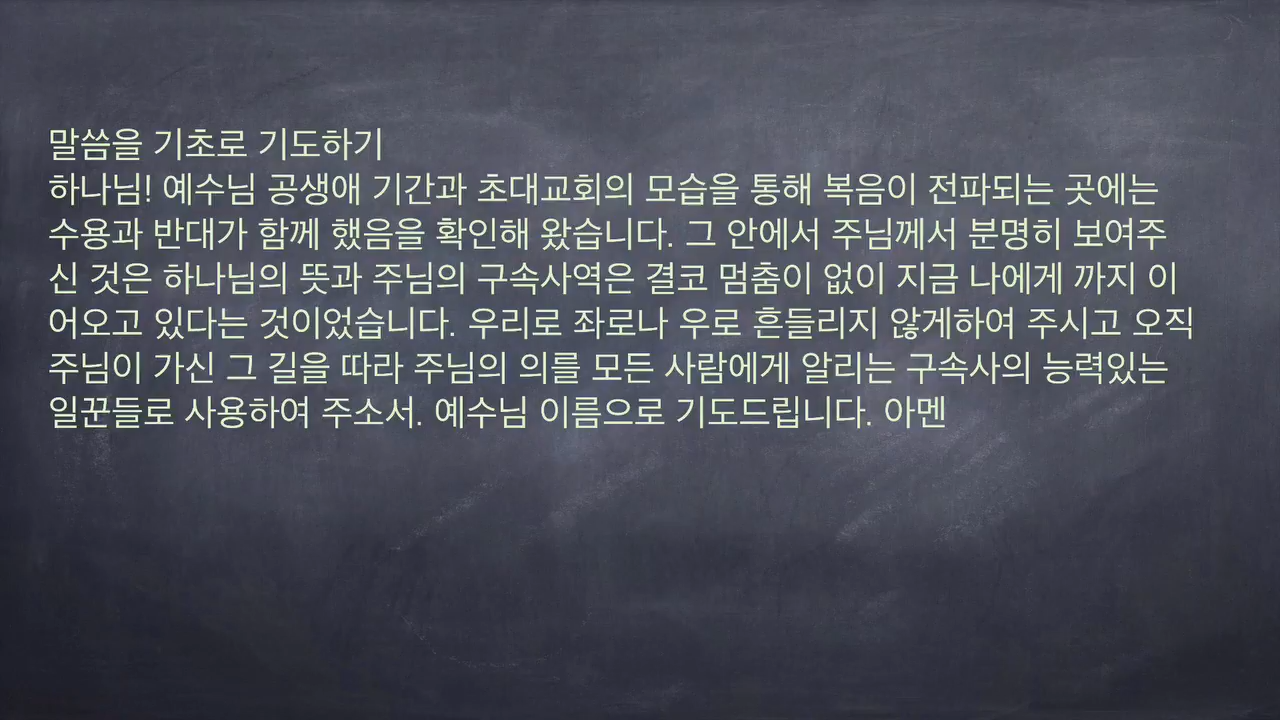 말씀을 기초로 기도하기
하나님! 예수님 공생애 기간과 초대교회의 모습을 통해 복음이 전파되는 곳에는
수용과 반대가 함께 했음을 확인해 왔습니다. 그 안에서 주님께서 분명히 보여주
신 것은 하나님의 뜻과 주님의 구속사역은 결코 멈춤이 없이 지금 나에게 까지 이
어오고 있다는 것이었습니다. 우리로 좌로나 우로 흔들리지 않게하여 주시고 오직
주님이 가신 그 길을 따라 주님의 의를 모든 사람에게 알리는 구속사의 능력있는
일꾼들로 사용하여 주소서. 예수님 이름으로 기도드립니다. 아멘